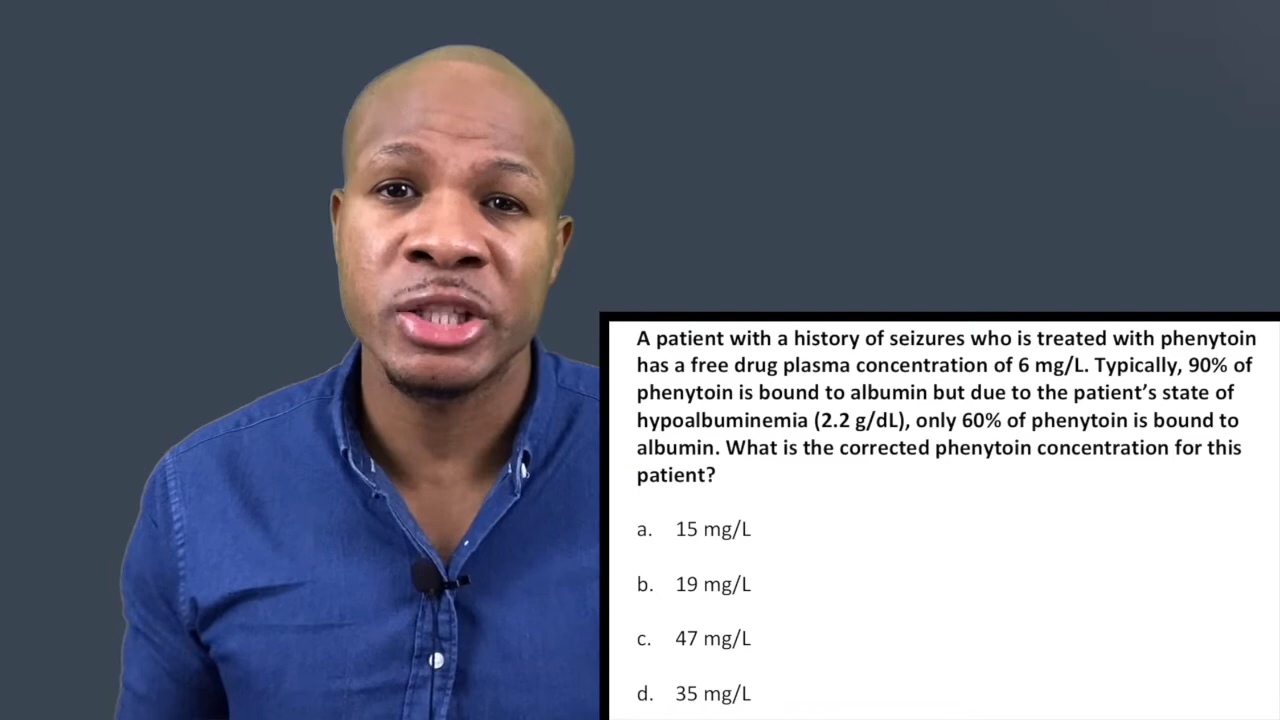 A patient with a history of seizures who is treated with phenytoin
has a free drug plasma concentration of 6 mg/L. Typically, 90% of
phenytoin is bound to albumin but due to the patient’s state of
hypoalbuminemia (2.2 g/dL), only 60% of phenytoin is bound to
albumin. What is the corrected phenytoin concentration for this
patient?
a. 15 mg/L
b. 19 mg/L
c. 47 mg/L
d. 35 mg/L